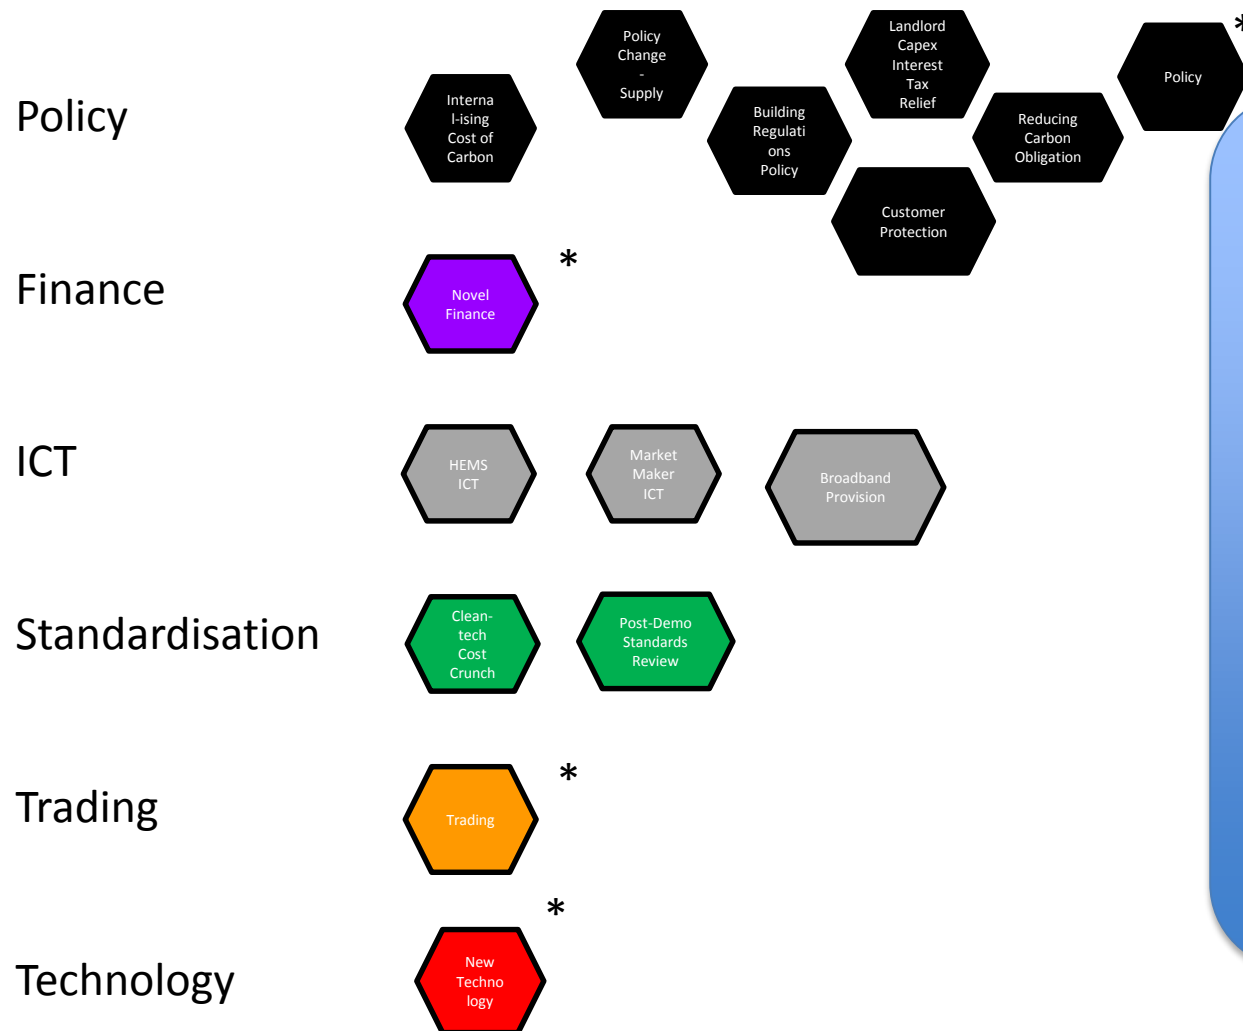 Policy
Interna
l-ising
Cost of
Carbon
Policy
Change
-
Supply
Building
Regulati
ons
Policy
Landlord
Capex
Interest
Tax
Relief
Customer
Protection
Reducing
Carbon
Obligation
Policy
*
Finance
Novel
Finance
*
ICT
HEMS
ICT
Market
Maker
ICT
Broadband
Provision
Standardisation
Clean-
tech
Cost
Crunch
Post-Demo
Standards
Review
Trading
Trading
*
Technology
New
Techno
logy
*